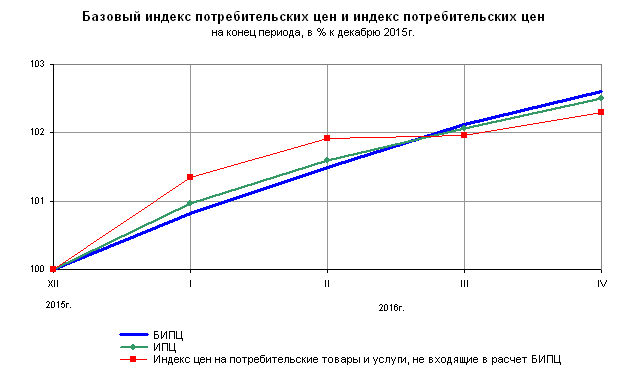 Базовый индекс потребительских цен и индекс потребительских цен
на конец периода, в % к декабрю 2015г.
103
102
101
100
XII I II III IV
2015г. 2016г.
БИПЦ
ИПЦ
Индекс цен на потребительские товары и услуги, не входящие в расчет БИПЦ